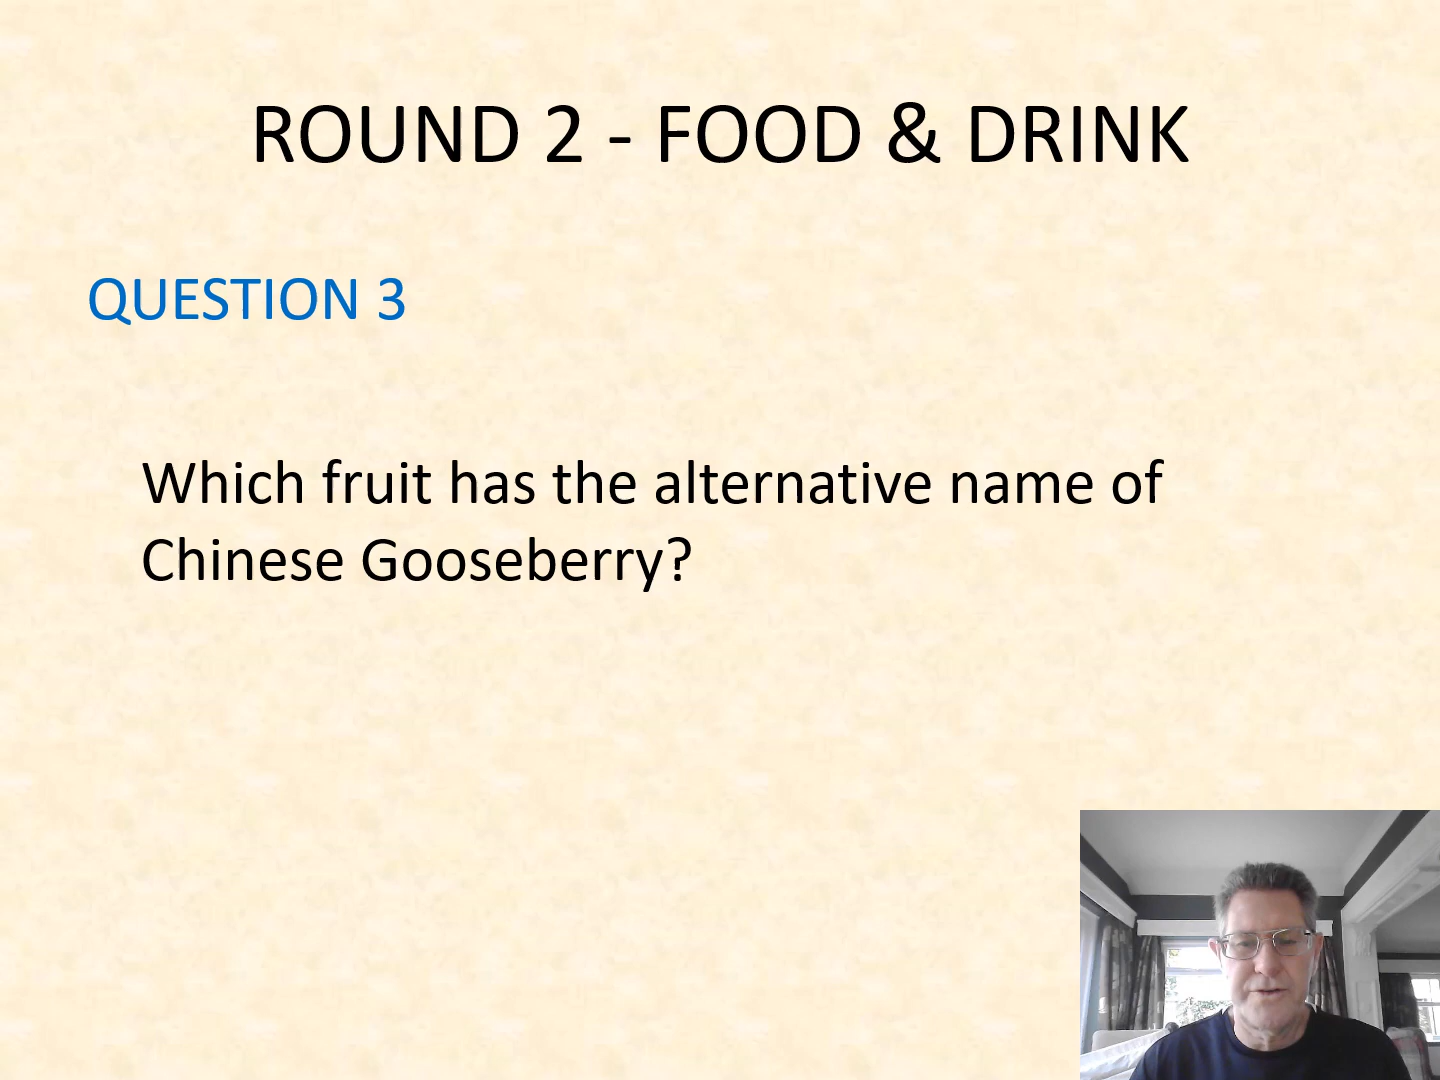 ROUND 2 - FOOD & DRINK
QUESTION 3
Which fruit has the alternative name of
Chinese Gooseberry?